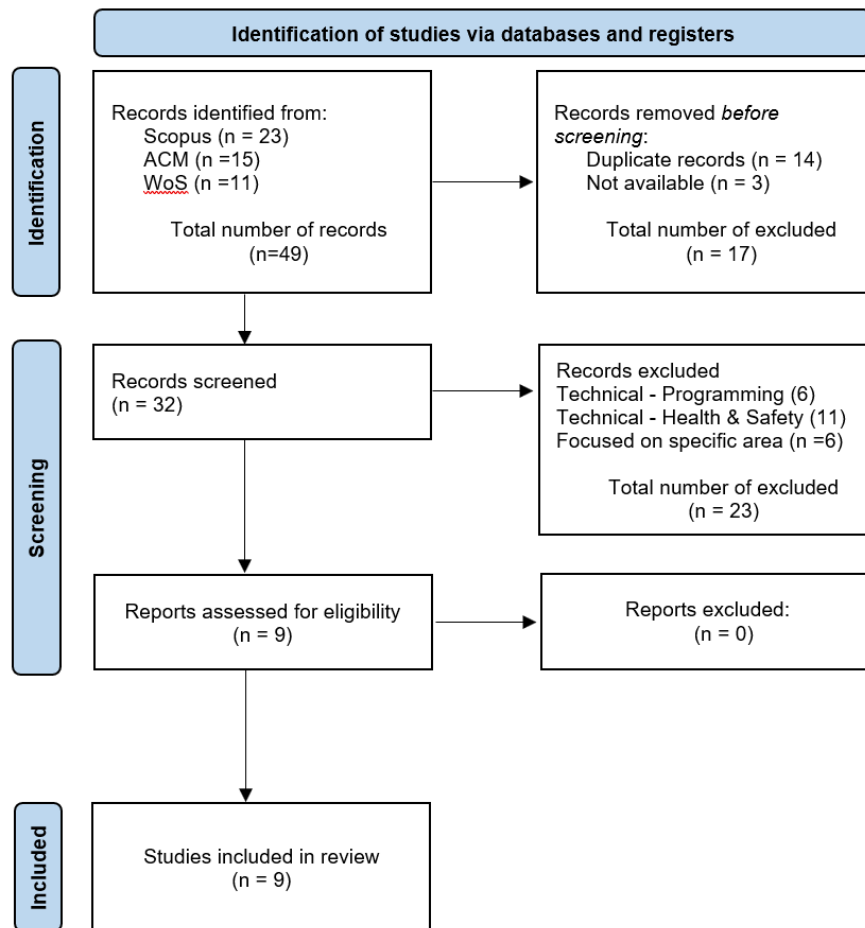 Identification of studies via databases and registers
Identification
Records identified from:
Scopus (n = 23)
ACM (n =15)
WoS (n =11)
Total number of records
(n=49)
Records removed before
screening:
Duplicate records (n = 14)
Not available (n = 3)
Total number of excluded
(n = 17)
Screening
Records screened
(n = 32)
Records excluded
Technical - Programming (6)
Technical - Health & Safety (11)
Focused on specific area (n =6)
Total number of excluded
(n = 23)
Reports assessed for eligibility
(n = 9)
Reports excluded:
(n = 0)
Included
Studies included in review
(n = 9)